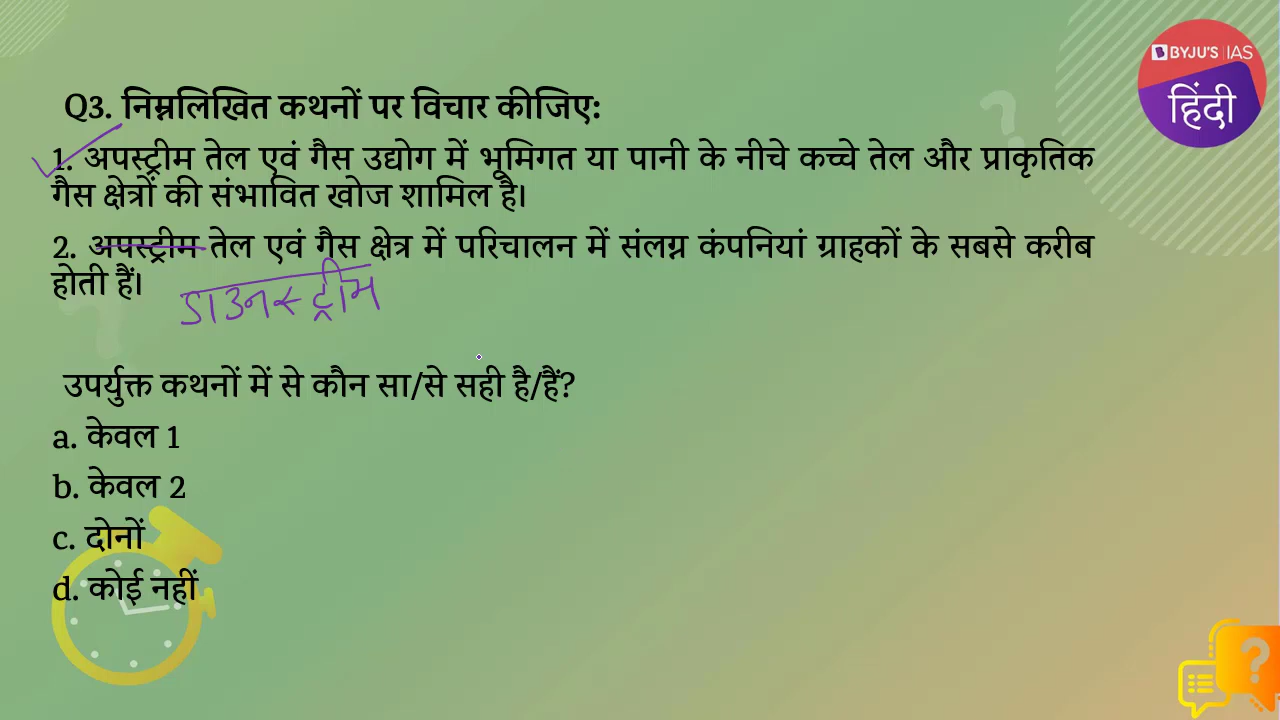 BYJU'S IAS
हिंदी
Q3. निम्नलिखित कथनों पर विचार कीजिए:
1. अपस्ट्रीम तेल एवं गैस उद्योग में भूमिगत या पानी के नीचे कच्चे तेल और प्राकृतिक
गैस क्षेत्रों की संभावित खोज शामिल है।
2. अपस्ट्रीम तेल एवं गैस क्षेत्र में परिचालन में संलग्न कंपनियां ग्राहकों के सबसे करीब
होती हैं।
डाउनस्ट्रीम
उपर्युक्त कथनों में से कौन सा/से सही है/हैं?
a. केवल 1
b. केवल 2
c. दोनों
d. कोई नहीं